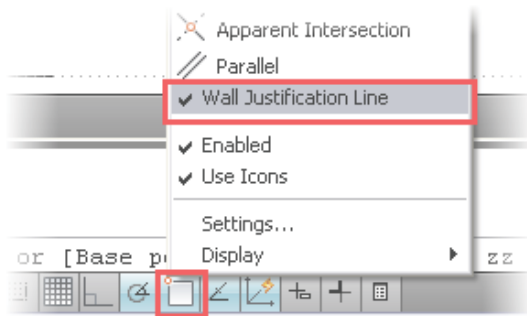 Apparent Intersection
Parallel
Wall Justification Line
Enabled
Use Icons
Settings...
Display
or [Base
zz